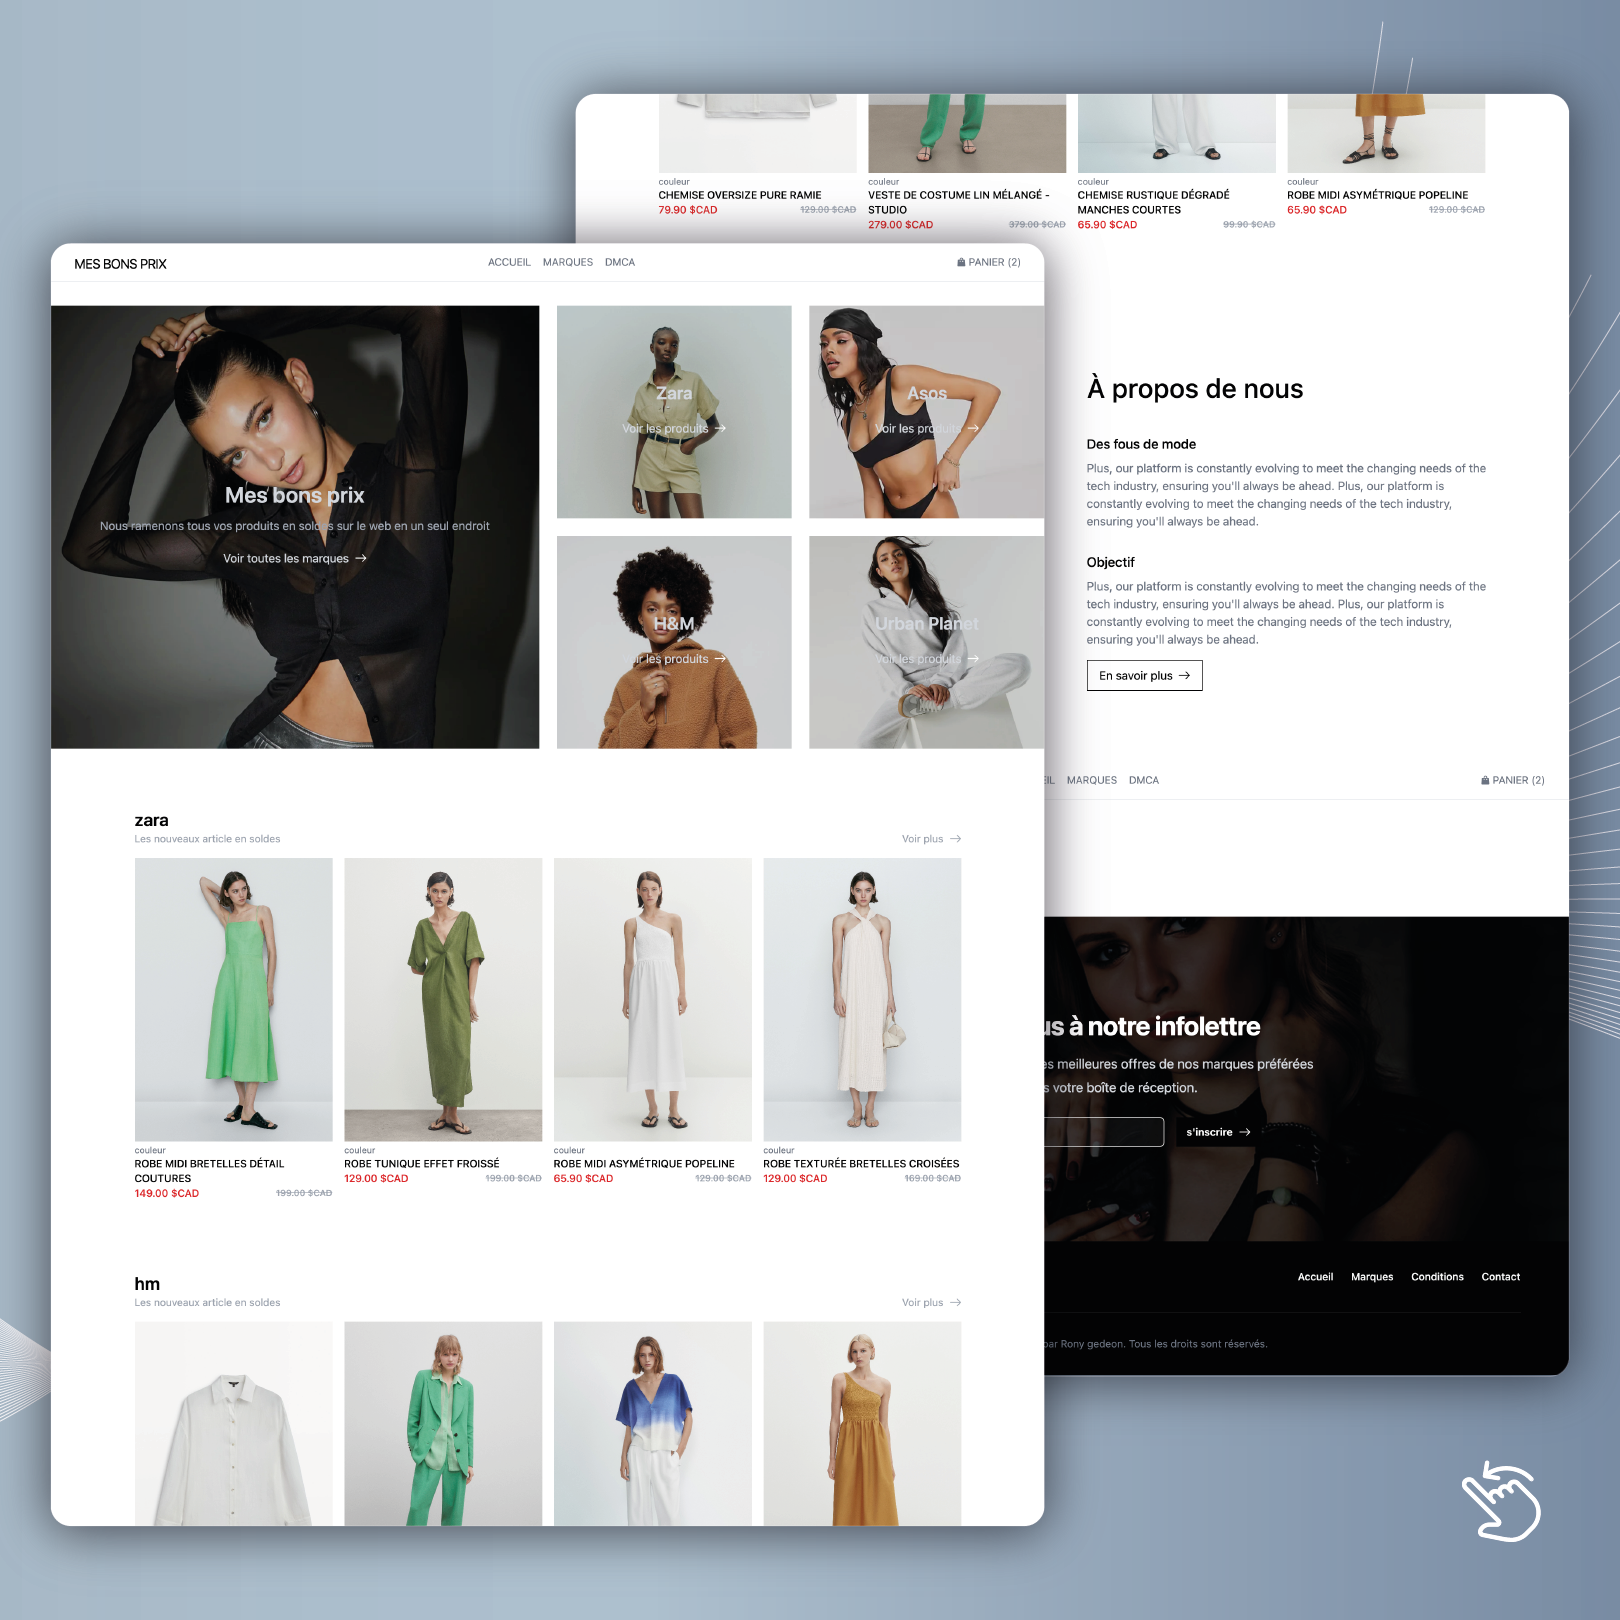 couleur
CHEMISE OVERSIZE PURE RAMIE
79.90 $CAD
129.00 $CAD
couleur
VESTE DE COSTUME LIN MÉLANGÉ -
STUDIO
279.00 $CAD
379.00 $CAD
couleur
CHEMISE RUSTIQUE DÉGRADÉ
MANCHES COURTES
65.90 $CAD
99.90 $CAD
couleur
ROBE MIDI ASYMÉTRIQUE POPELINE
65.90 $CAD
129.00 $CAD
MES BONS PRIX
ACCUEIL MARQUES DMCA
PANIER (2)
Mes bons prix
Nous ramenons tous vos produits en soldes sur le web en un seul endroit
Voir toutes les marques →
Zara
Voir les produits →
Asos
Voir les produits →
H&M
les produits →
Urban Planet
Voir les produits →
zara
Les nouveaux article en soldes
Voir plus →
couleur
ROBE MIDI BRETELLES DÉTAIL
COUTURES
149.00 $CAD
199.00 $CAD
couleur
ROBE TUNIQUE EFFET FROISSÉ
129.00 $CAD
199.00 $CAD
couleur
ROBE MIDI ASYMÉTRIQUE POPELINE
65.90 $CAD
129.00 $CAD
couleur
ROBE TEXTURÉE BRETELLES CROISÉES
129.00 $CAD
169.00 $CAD
hm
Les nouveaux article en soldes
Voir plus →
À propos de nous
Des fous de mode
Plus, our platform is constantly evolving to meet the changing needs of the
tech industry, ensuring you'll always be ahead. Plus, our platform is
constantly evolving to meet the changing needs of the tech industry,
ensuring you'll always be ahead.
Objectif
Plus, our platform is constantly evolving to meet the changing needs of the
tech industry, ensuring you'll always be ahead. Plus, our platform is
constantly evolving to meet the changing needs of the tech industry,
ensuring you'll always be ahead.
En savoir plus →
MARQUES DMCA
PANIER (2)
à notre infolettre
meilleures offres de nos marques préférées
votre boîte de réception.
s'inscrire →
Accueil Marques Conditions Contact
par Rony gedeon. Tous les droits sont réservés.